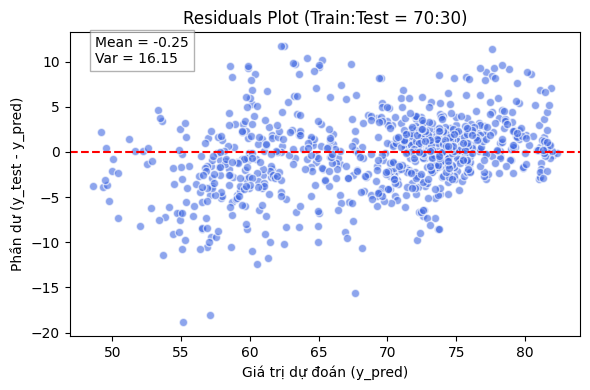 Residuals Plot (Train:Test = 70:30)
Mean = -0.25
Var = 16.15
Phần dư (y_test - y_pred)
10
5
0
−5
−10
−15
−20
50 55 60 65 70 75 80
Giá trị dự đoán (y_pred)